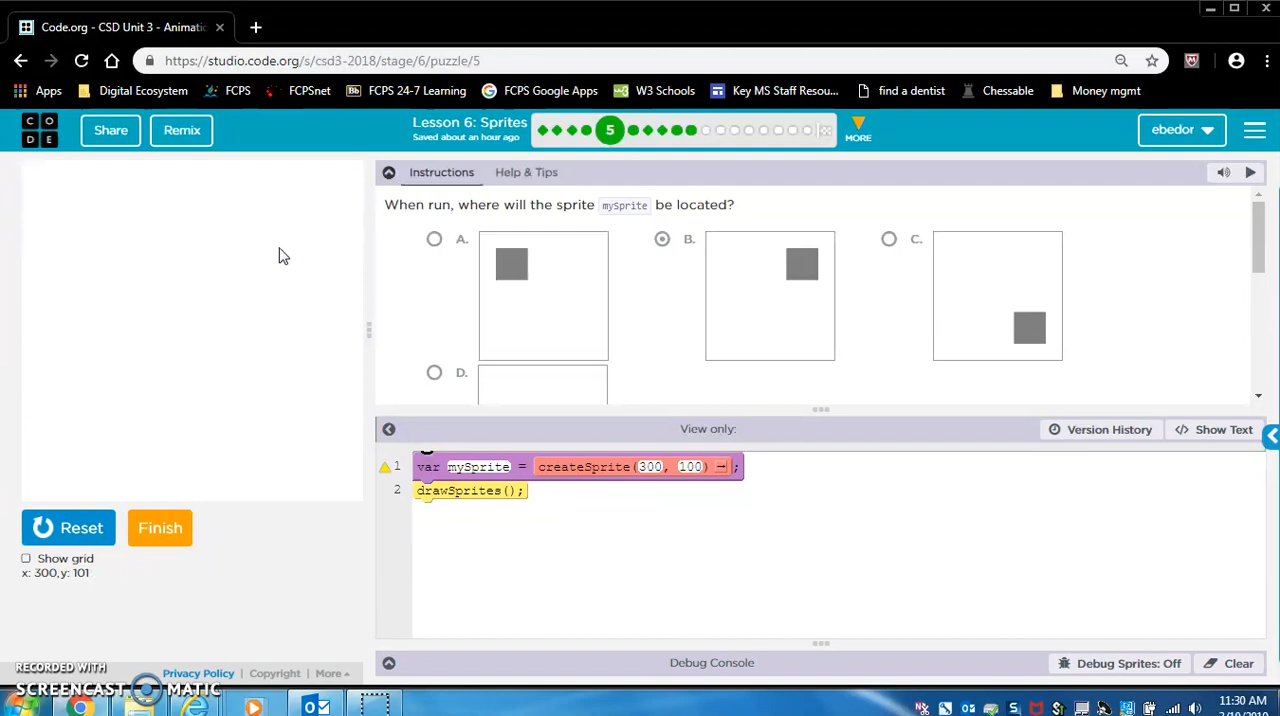 Code.org - CSD Unit 3 - Animatic
https://studio.code.org/s/csd3-2018/stage/6/puzzle/5
Apps Digital Ecosystem FCPS FCPSnet Bb FCPS 24-7 Learning FCPS Google Apps W3 Schools Key MS Staff Resou... find a dentist Chessable Money mgmt
C O D E Share Remix Lesson 6: Sprites 5 MORE ebedor
Saved about an hour ago
Instructions Help & Tips
When run, where will the sprite mySprite be located?
A. B. C.
D.
View only: Version History </> Show Text
1 var mySprite = createSprite(300, 100) ;
2 drawSprites();
Reset Finish
Show grid
x: 300, y: 101
Debug Console Debug Sprites: Off Clear
RECORDED WITH
SCREENCAST MATIC
Privacy Policy | Copyright | More
11:30 AM